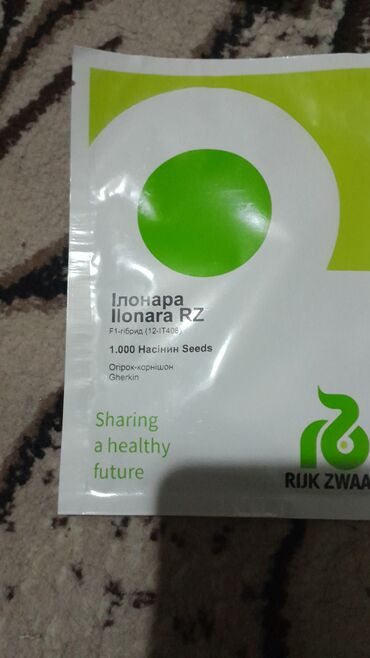 Ілонара
Ilonara RZ
F1-гібрид (12-IT408)
1.000 Насінин Seeds
Огірок-корнішон
Gherkin
Sharing
a healthy
future
RIJK ZWAA